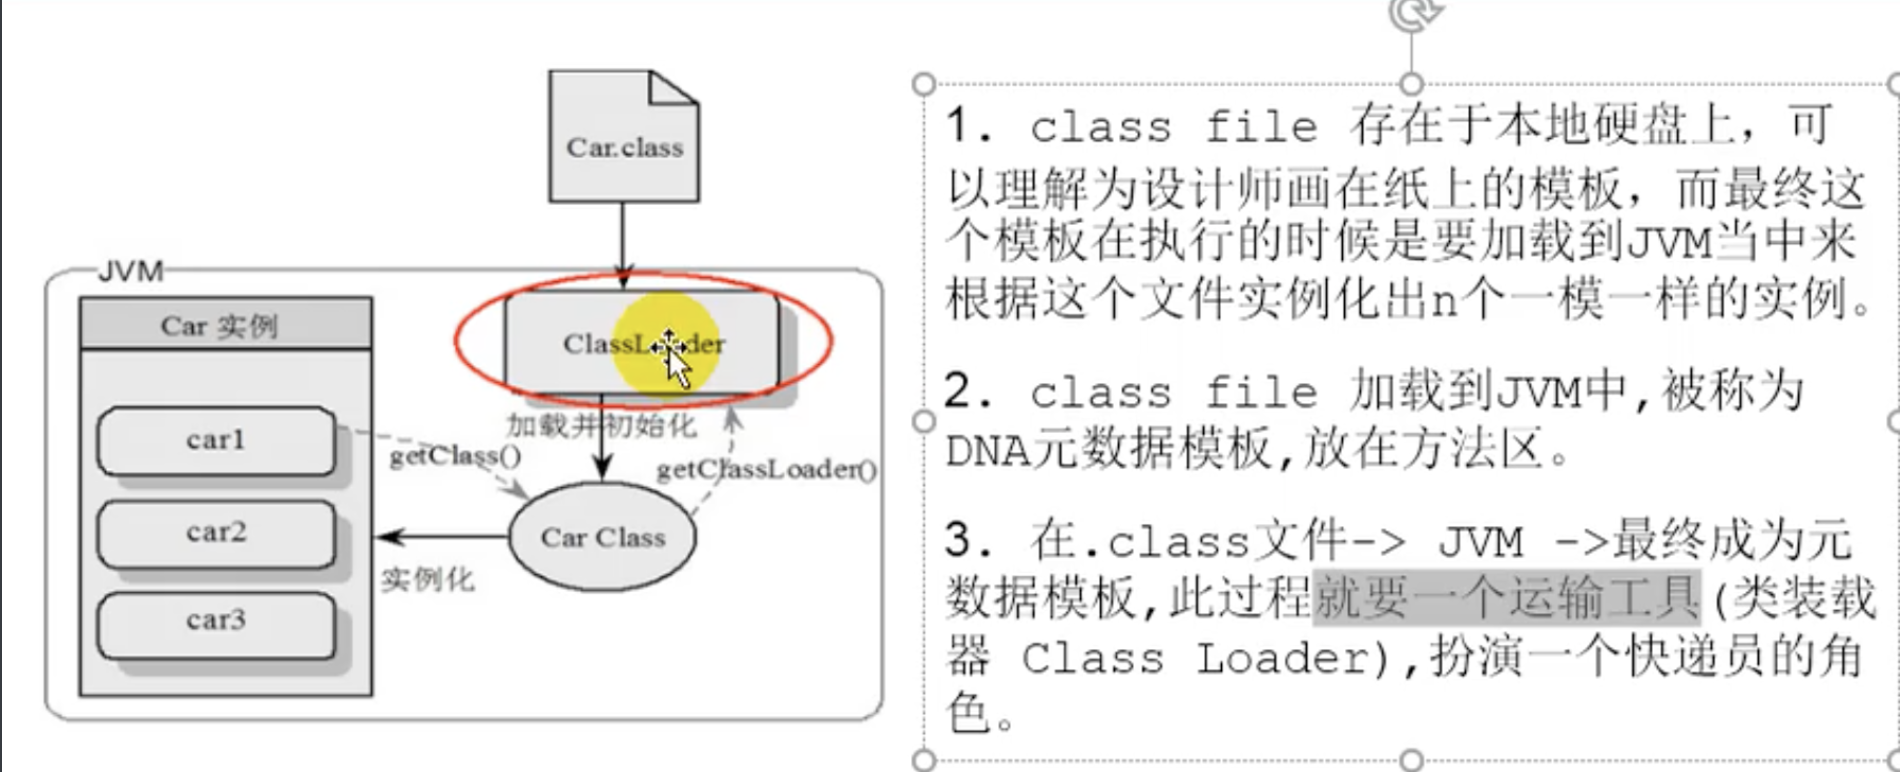 Car.class
JVM
Car 实例
ClassLoader
加载并初始化
car1
getClass()
getClassLoader()
car2
Car Class
实例化
car3
1. class file 存在于本地硬盘上，可
以理解为设计师画在纸上的模板，而最终这
个模板在执行的时候是要加载到JVM当中来
根据这个文件实例化出n个一模一样的实例。
2. class file 加载到JVM中,被称为
DNA元数据模板,放在方法区。
3. 在.class文件-> JVM ->最终成为元
数据模板,此过程就要一个运输工具(类装载
器 Class Loader),扮演一个快递员的角
色。